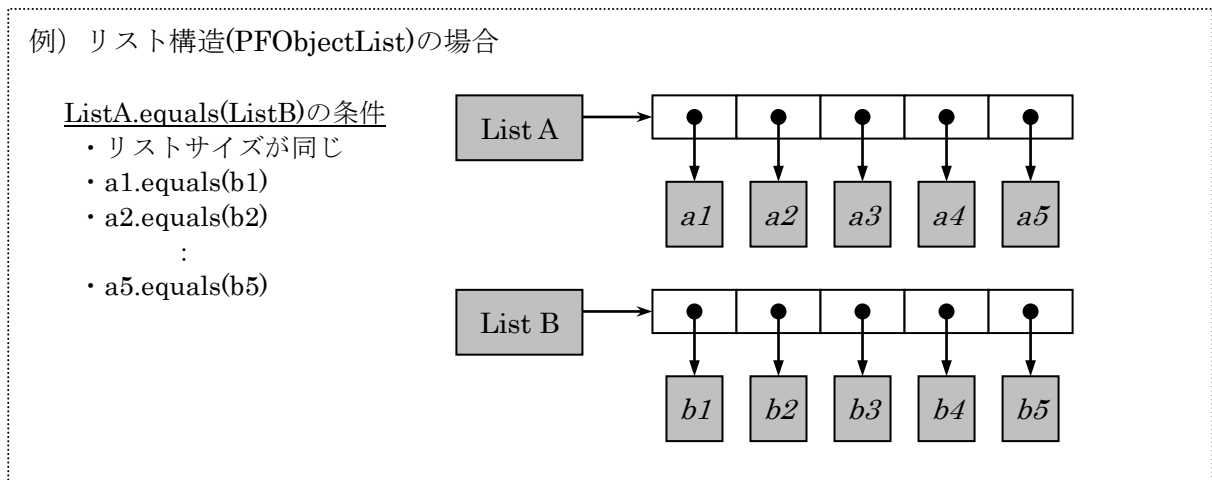 例）リスト構造(PFObjectList)の場合
ListA.equals(ListB)の条件
・リストサイズが同じ
・a1.equals(b1)
・a2.equals(b2)
:
・a5.equals(b5)
List A
a1 a2 a3 a4 a5
List B
b1 b2 b3 b4 b5